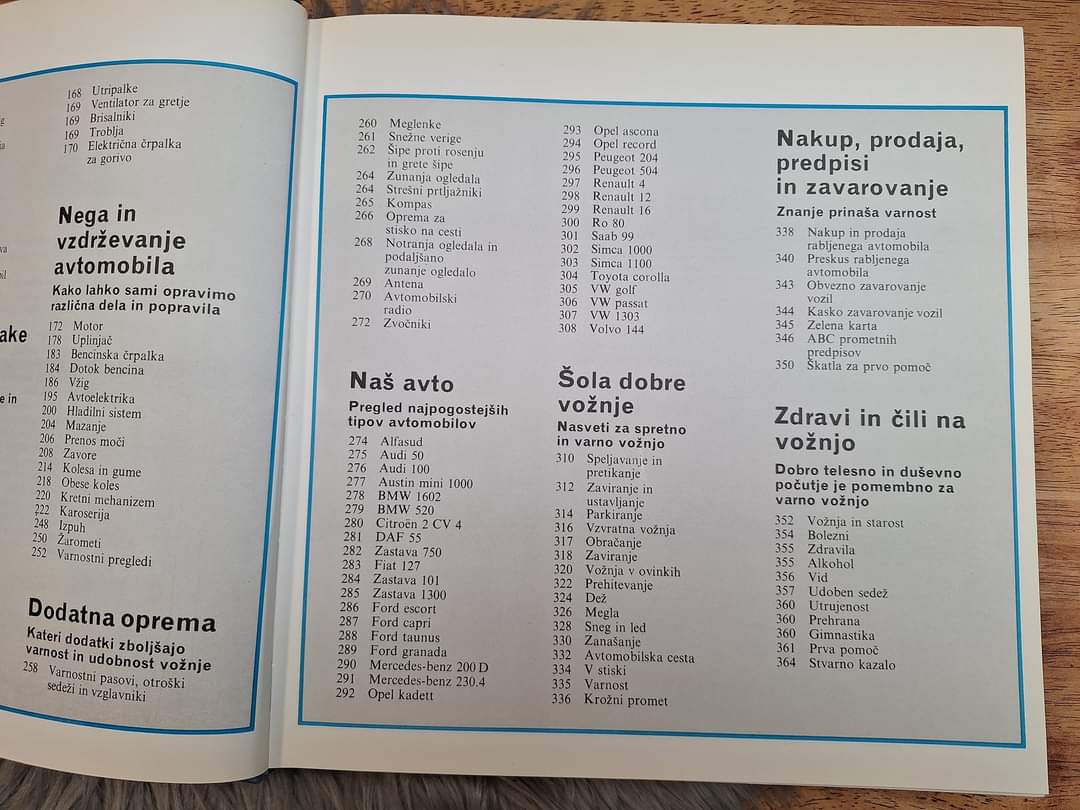 168 Utripalke
169 Ventilator za gretje
169 Brisalniki
169 Troblja
170 Električna črpalka
za gorivo
Nega in
vzdrževanje
avtomobila
Kako lahko sami opravimo
različna dela in popravila
172 Motor
178 Uplinjač
183 Bencinska črpalka
184 Dotok bencina
186 Vžig
195 Avtoelektrika
200 Hladilni sistem
204 Mazanje
206 Prenos moči
208 Zavore
214 Kolesa in gume
218 Obese koles
220 Kretni mehanizem
222 Karoserija
248 Izpuh
250 Žarometi
252 Varnostni pregledi
Dodatna oprema
Kateri dodatki zboljšajo
varnost in udobnost vožnje
258 Varnostni pasovi, otroški
sedeži in vzglavniki
260 Meglenke
261 Snežne verige
262 Šipe proti rosenju
in grete šipe
264 Zunanja ogledala
264 Strešni prtljažniki
265 Kompas
266 Oprema za
stisko na cesti
268 Notranja ogledala in
podaljšano
zunanje ogledalo
269 Antena
270 Avtomobilski
radio
272 Zvočniki
Naš avto
Pregled najpogostejših
tipov avtomobilov
274 Alfasud
275 Audi 50
276 Audi 100
277 Austin mini 1000
278 BMW 1602
279 BMW 520
280 Citroën 2 CV 4
281 DAF 55
282 Zastava 750
283 Fiat 127
284 Zastava 101
285 Zastava 1300
286 Ford escort
287 Ford capri
288 Ford taunus
289 Ford granada
290 Mercedes-benz 200 D
291 Mercedes-benz 230.4
292 Opel kadett
293 Opel ascona
294 Opel record
295 Peugeot 204
296 Peugeot 504
297 Renault 4
298 Renault 12
299 Renault 16
300 Ro 80
301 Saab 99
302 Simca 1000
303 Simca 1100
304 Toyota corolla
305 VW golf
306 VW passat
307 VW 1303
308 Volvo 144
Šola dobre
vožnje
Nasveti za spretno
in varno vožnjo
310 Speljavanje in
pretikanje
312 Zaviranje in
ustavljanje
314 Parkiranje
316 Vzvratna vožnja
317 Obračanje
318 Zaviranje
320 Vožnja v ovinkih
322 Prehitevanje
324 Dež
326 Megla
328 Sneg in led
330 Zanašanje
332 Avtomobilska cesta
334 V stiski
335 Varnost
336 Krožni promet
Nakup, prodaja,
predpisi
in zavarovanje
Znanje prinaša varnost
338 Nakup in prodaja
rabljenega avtomobila
340 Preskus rabljenega
avtomobila
343 Obvezno zavarovanje
vozil
344 Kasko zavarovanje vozil
345 Zelena karta
346 ABC prometnih
predpisov
350 Škatla za prvo pomoč
Zdravi in čili na
vožnjo
Dobro telesno in duševno
počutje je pomembno za
varno vožnjo
352 Vožnja in starost
354 Bolezni
355 Zdravila
355 Alkohol
356 Vid
357 Udoben sedež
360 Utrujenost
360 Prehrana
360 Gimnastika
361 Prva pomoč
364 Stvarno kazalo